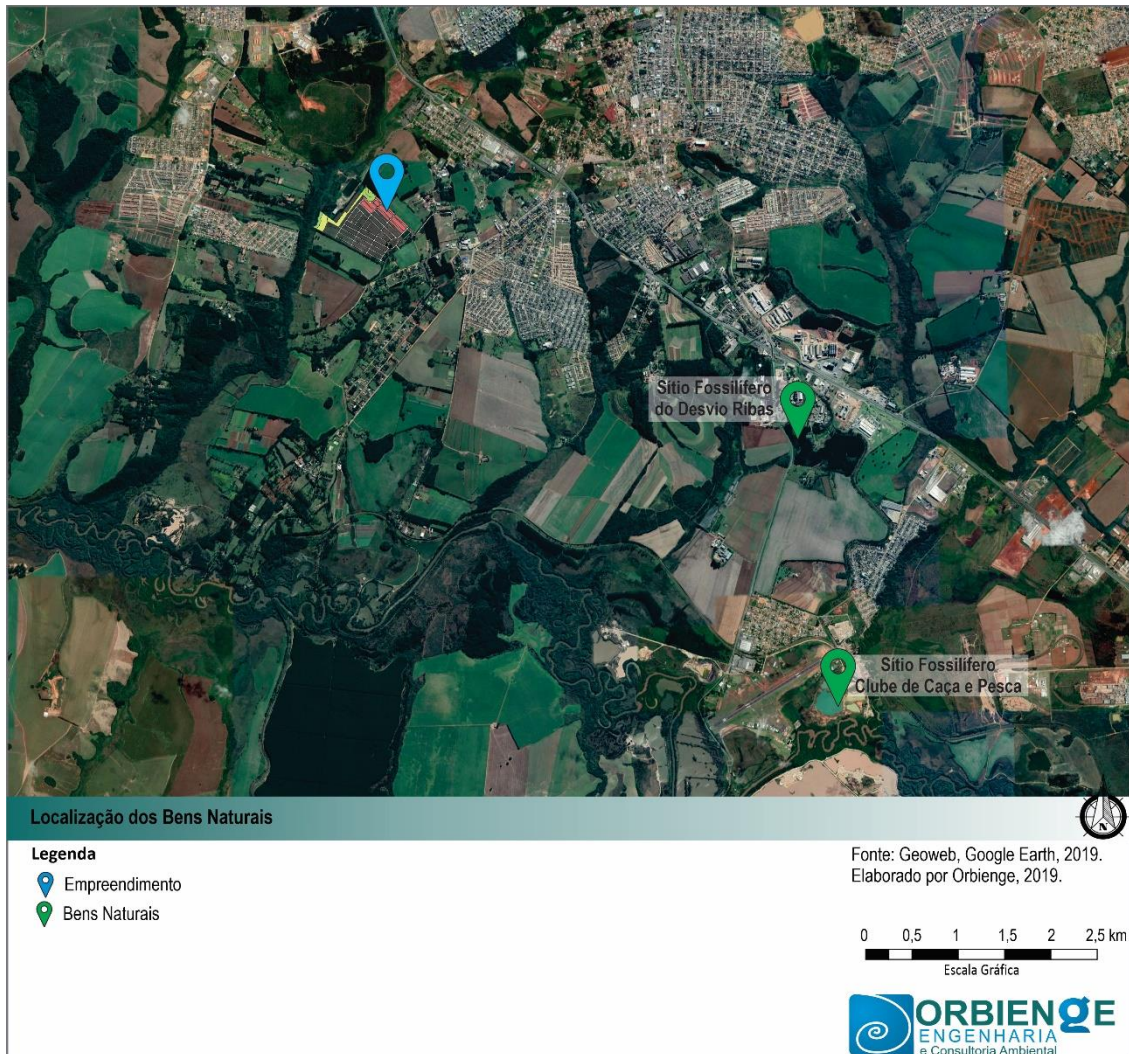 Sítio Fossilífero
do Desvio Ribas
Sítio Fossilífero
Clube de Caça e Pesca
Localização dos Bens Naturais
N
Legenda
Empreendimento
Bens Naturais
Fonte: Geoweb, Google Earth, 2019.
Elaborado por Orbienge, 2019.
0 0,5 1 1,5 2 2,5 km
Escala Gráfica
ORBIENGE
ENGENHARIA
e Consultoria Ambiental